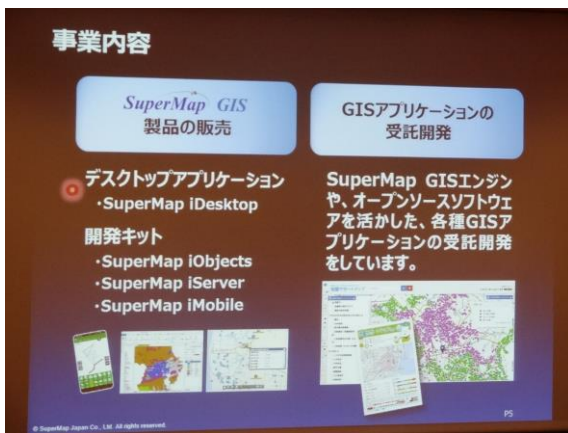 事業内容
SuperMap GIS
製品の販売
デスクトップアプリケーション
・SuperMap iDesktop
開発キット
・SuperMap iObjects
・SuperMap iServer
・SuperMap iMobile
GISアプリケーションの
受託開発
SuperMap GISエンジン
や、オープンソースソフトウェ
アを活かした、各種GISア
プリケーションの受託開発
をしています。
© SuperMap Japan Co., Ltd. All rights reserved.
P5